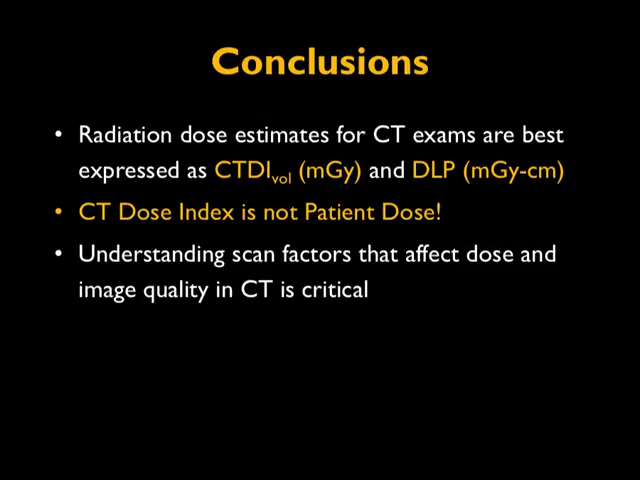 Conclusions
• Radiation dose estimates for CT exams are best
expressed as CTDIvol (mGy) and DLP (mGy-cm)
• CT Dose Index is not Patient Dose!
• Understanding scan factors that affect dose and
image quality in CT is critical